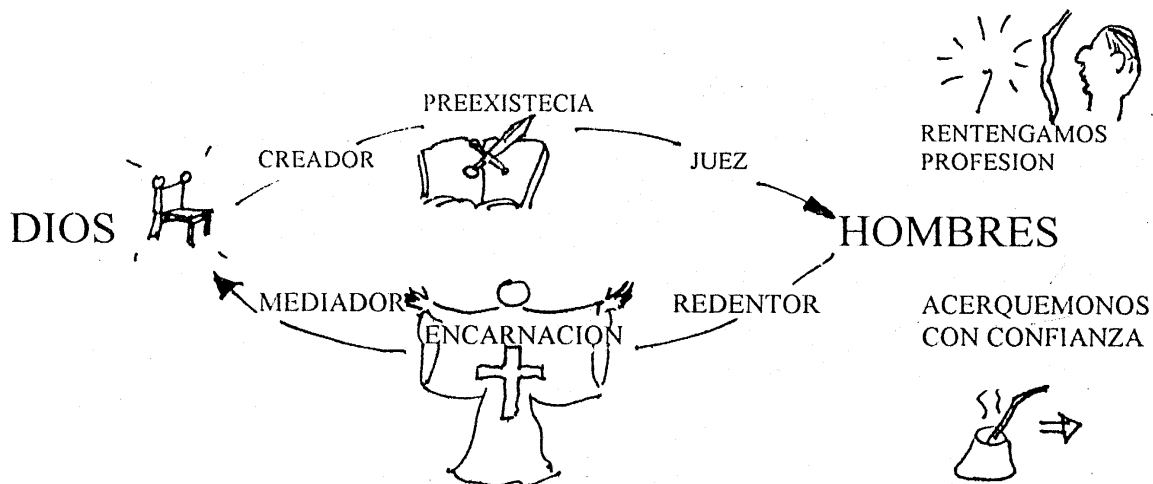 PREEXISTECIA
CREADOR
JUEZ
DIOS
HOMBRES
MEDIADOR
ENCARNACION
REDENTOR
RENTENGAMOS
PROFESION
ACERQUEMONOS
CON CONFIANZA